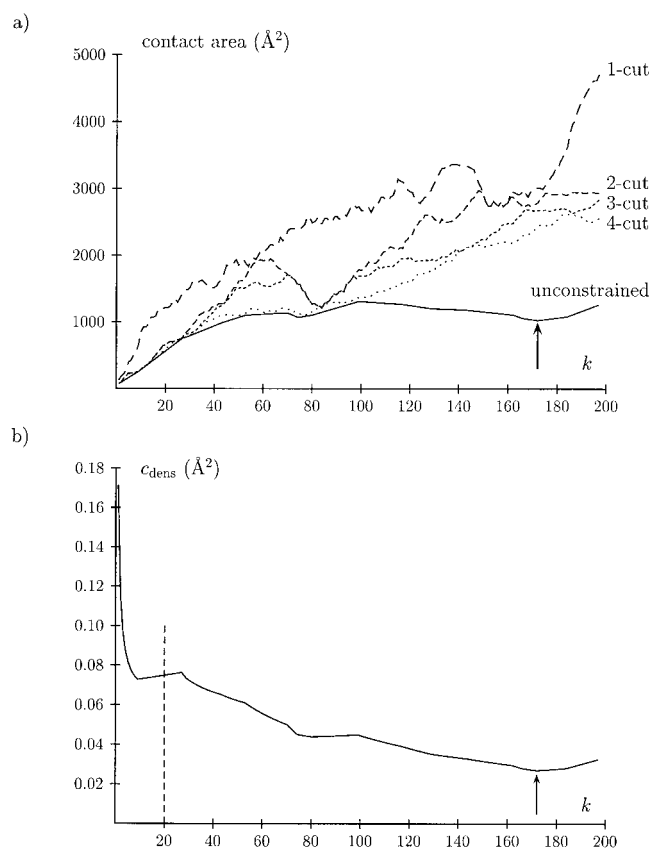 a)
contact area (Å²)
5000
4000
3000
2000
1000
1-cut
2-cut
3-cut
4-cut
unconstrained
k
20 40 60 80 100 120 140 160 180 200
b)
c_dens (Å²)
0.18
0.16
0.14
0.12
0.10
0.08
0.06
0.04
0.02
k
20 40 60 80 100 120 140 160 180 200